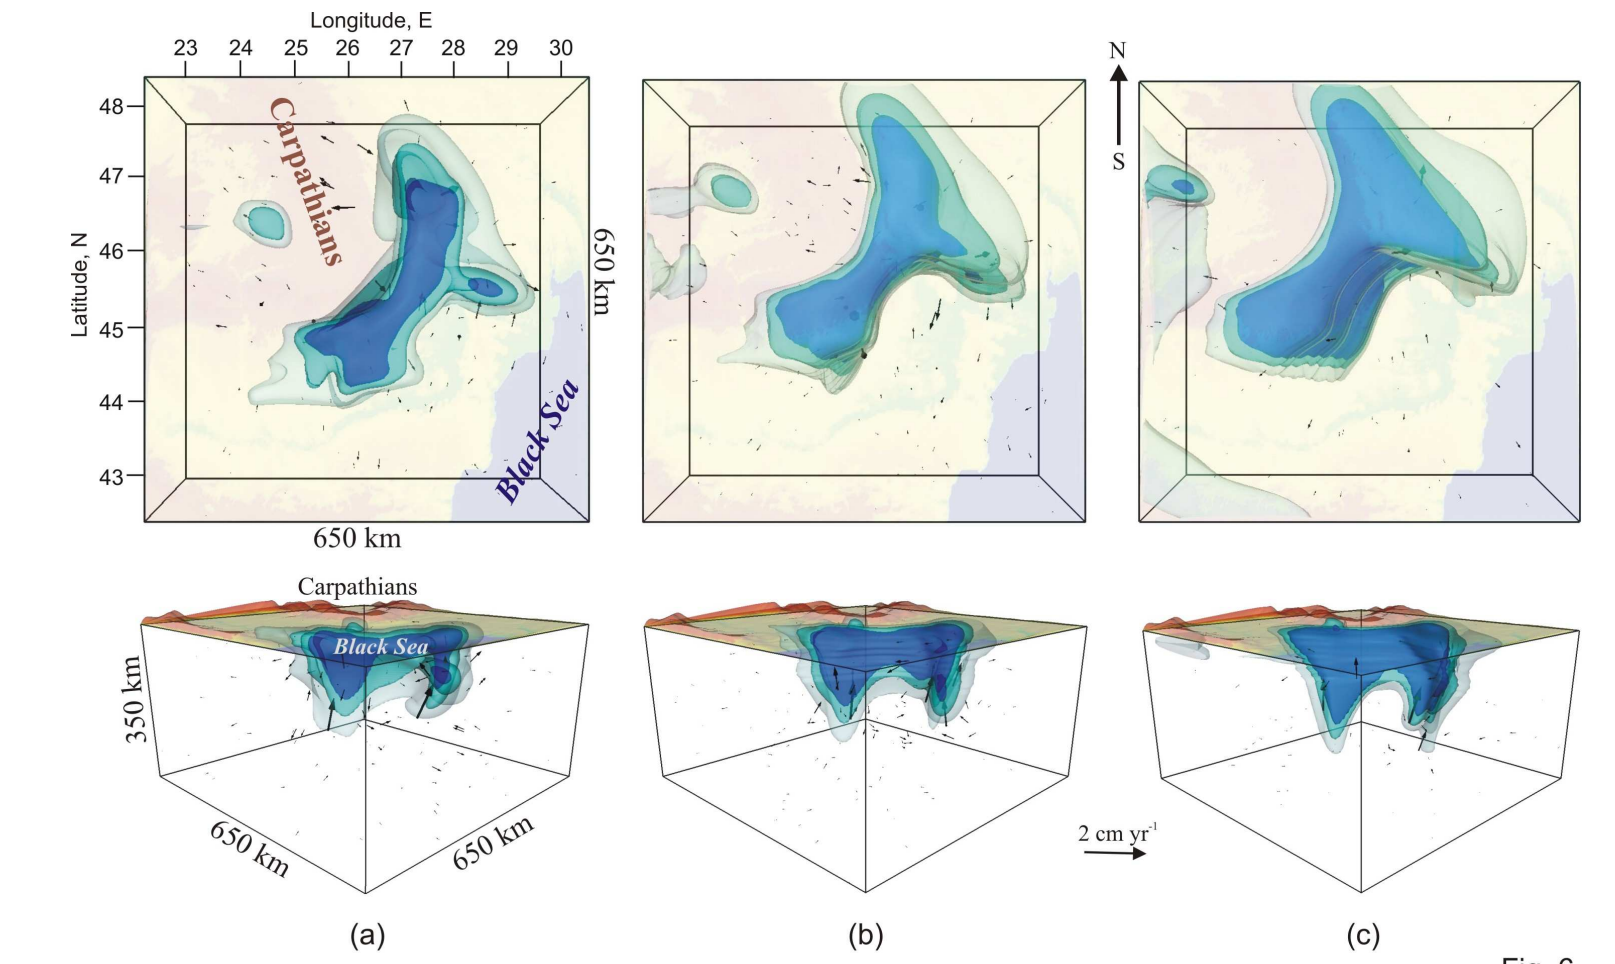 Longitude, E
23 24 25 26 27 28 29 30
N
S
48
47
46
45
44
43
Latitude, N
Carpathians
Black Sea
650 km
650 km
Carpathians
Black Sea
350 km
650 km
650 km
2 cm yr⁻¹
(a) (b) (c)